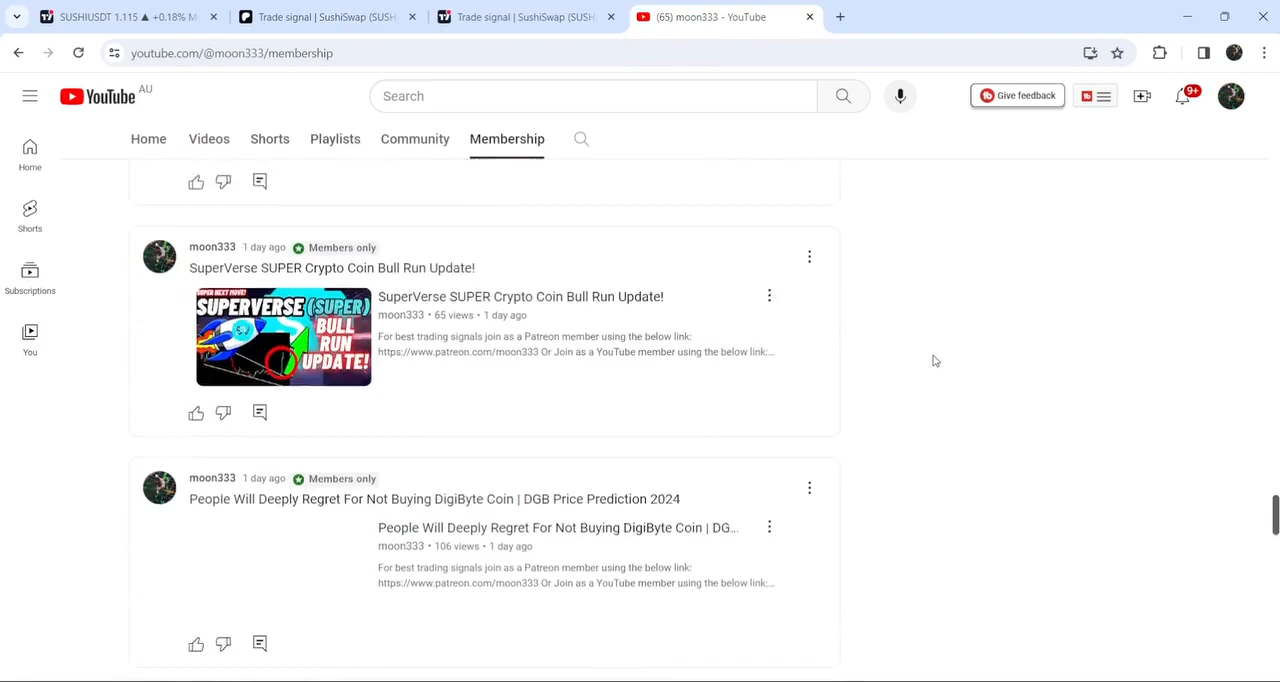 SUSHIUSDT 1.115 ▲ +0.18% M
Trade signal | SushiSwap (SUSH
Trade signal | SushiSwap (SUSH
(65) moon333 - YouTube
youtube.com/@moon333/membership
YouTube AU
Search
Give feedback
9+
Home
Videos
Shorts
Playlists
Community
Membership
Home
Shorts
Subscriptions
You
moon333 1 day ago Members only
SuperVerse SUPER Crypto Coin Bull Run Update!
SUPER NEXT MOVE!
SUPERVERSE (SUPER)
BULL
RUN
UPDATE!
SuperVerse SUPER Crypto Coin Bull Run Update!
moon333 • 65 views • 1 day ago
For best trading signals join as a Patreon member using the below link:
https://www.patreon.com/moon333 Or Join as a YouTube member using the below link:...
moon333 1 day ago Members only
People Will Deeply Regret For Not Buying DigiByte Coin | DGB Price Prediction 2024
People Will Deeply Regret For Not Buying DigiByte Coin | DG...
moon333 • 106 views • 1 day ago
For best trading signals join as a Patreon member using the below link:
https://www.patreon.com/moon333 Or Join as a YouTube member using the below link:...